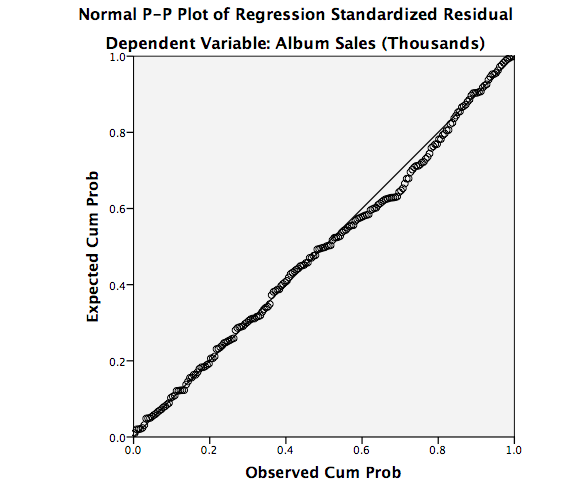 Normal P-P Plot of Regression Standardized Residual
Dependent Variable: Album Sales (Thousands)
Expected Cum Prob
1.0
0.8
0.6
0.4
0.2
0.0
0.0 0.2 0.4 0.6 0.8 1.0
Observed Cum Prob